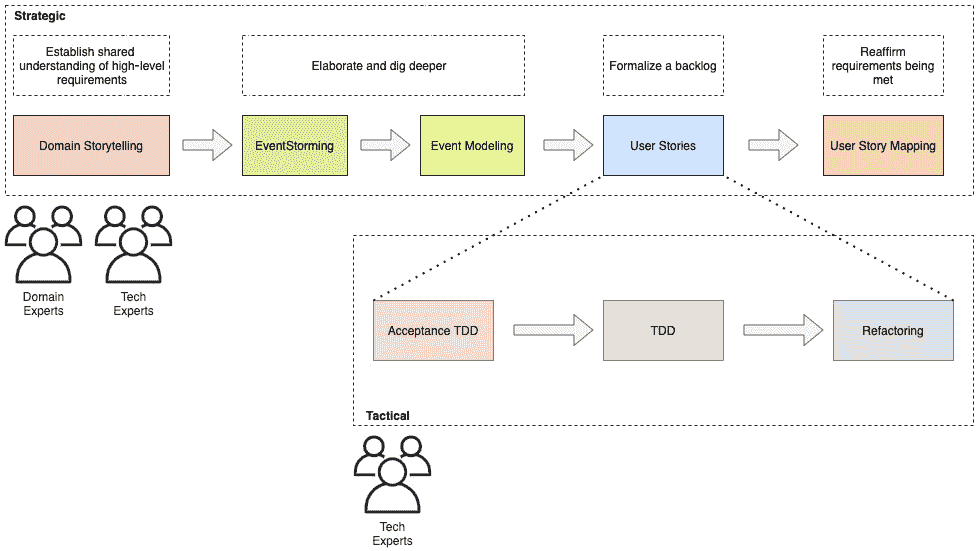 Strategic
Establish shared
understanding of high-level
requirements
Elaborate and dig deeper
Formalize a backlog
Reaffirm
requirements being
met
Domain Storytelling
EventStorming
Event Modeling
User Stories
User Story Mapping
Domain
Experts
Tech
Experts
Acceptance TDD
TDD
Refactoring
Tactical
Tech
Experts